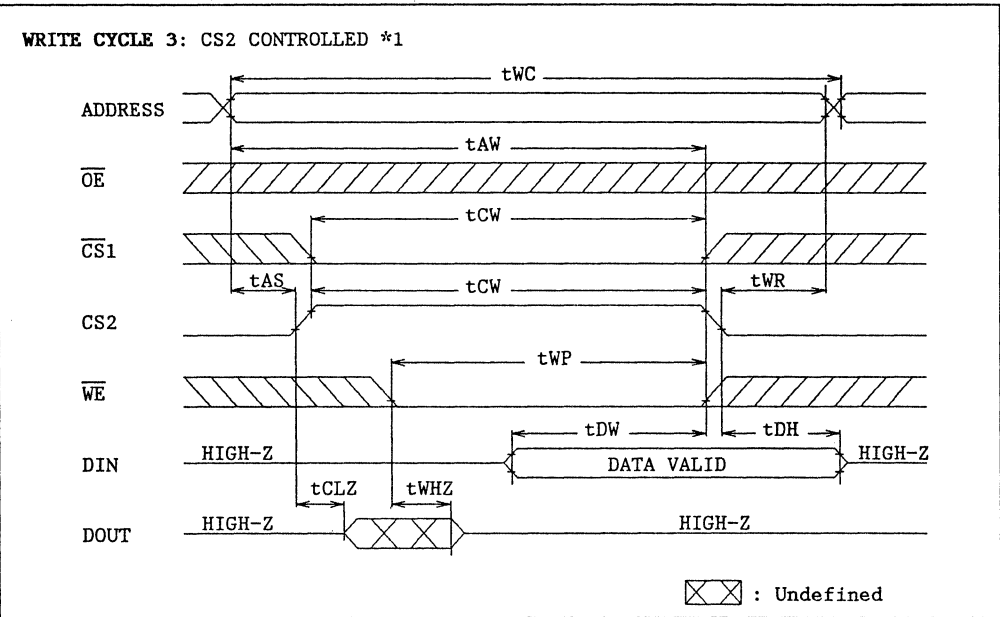 WRITE CYCLE 3: CS2 CONTROLLED *1
tWC
ADDRESS
tAW
OE
tCW
CS1
tAS
tCW
tWR
CS2
tWP
WE
tDW
tDH
DIN
HIGH-Z
DATA VALID
HIGH-Z
tCLZ
tWHZ
DOUT
HIGH-Z
HIGH-Z
: Undefined